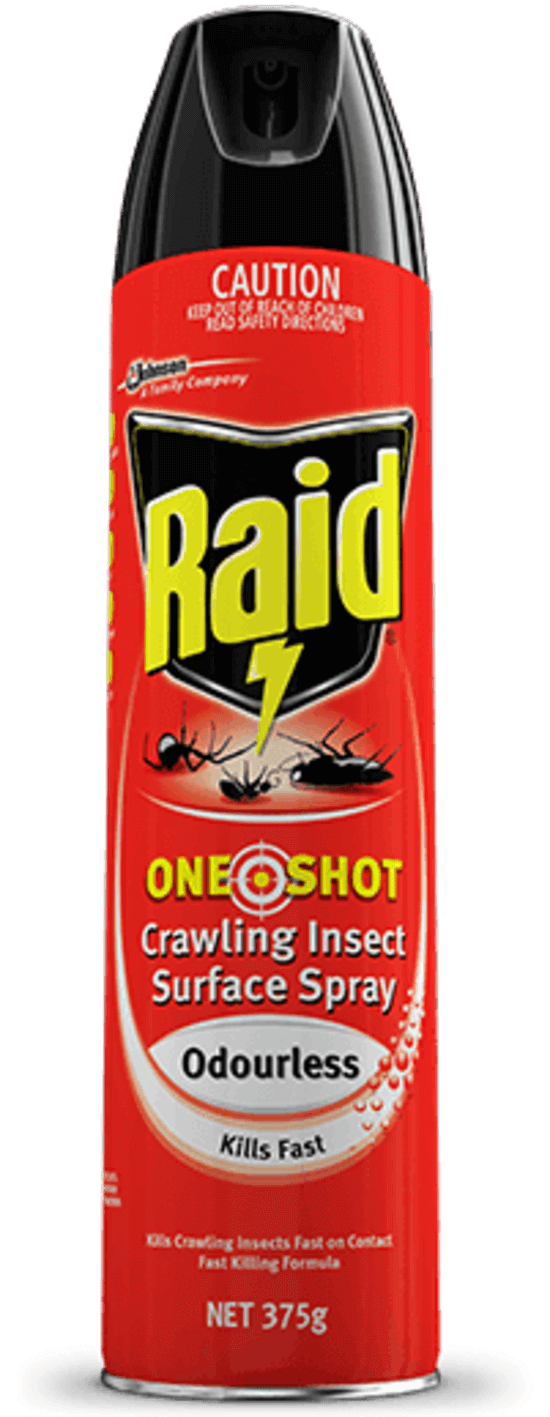 CAUTION
KEEP OUT OF REACH OF CHILDREN
READ SAFETY DIRECTIONS
Johnson
A Family Company
Raid
®
ONE SHOT
Crawling Insect
Surface Spray
Odourless
Kills Fast
Kills Crawling Insects Fast on Contact
Fast Killing Formula
NET 375g